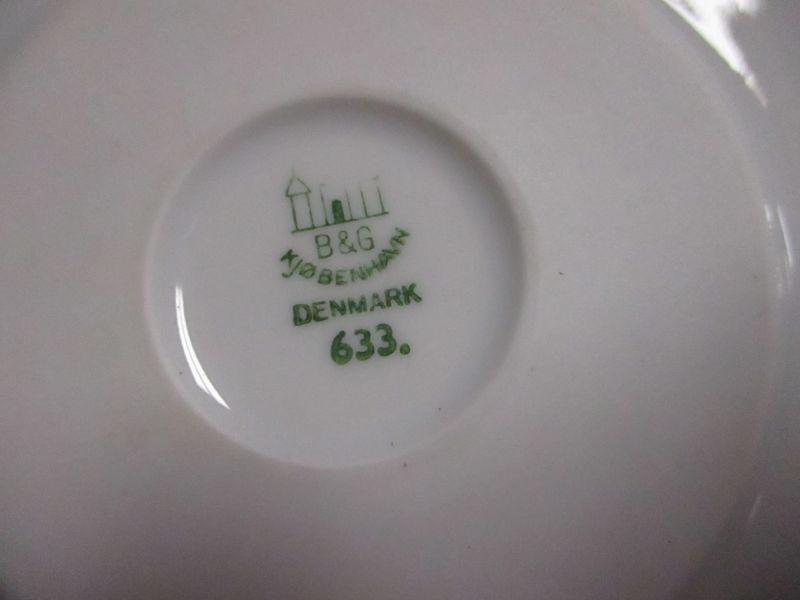 B&G
KJØBENHAVN
DENMARK
633.